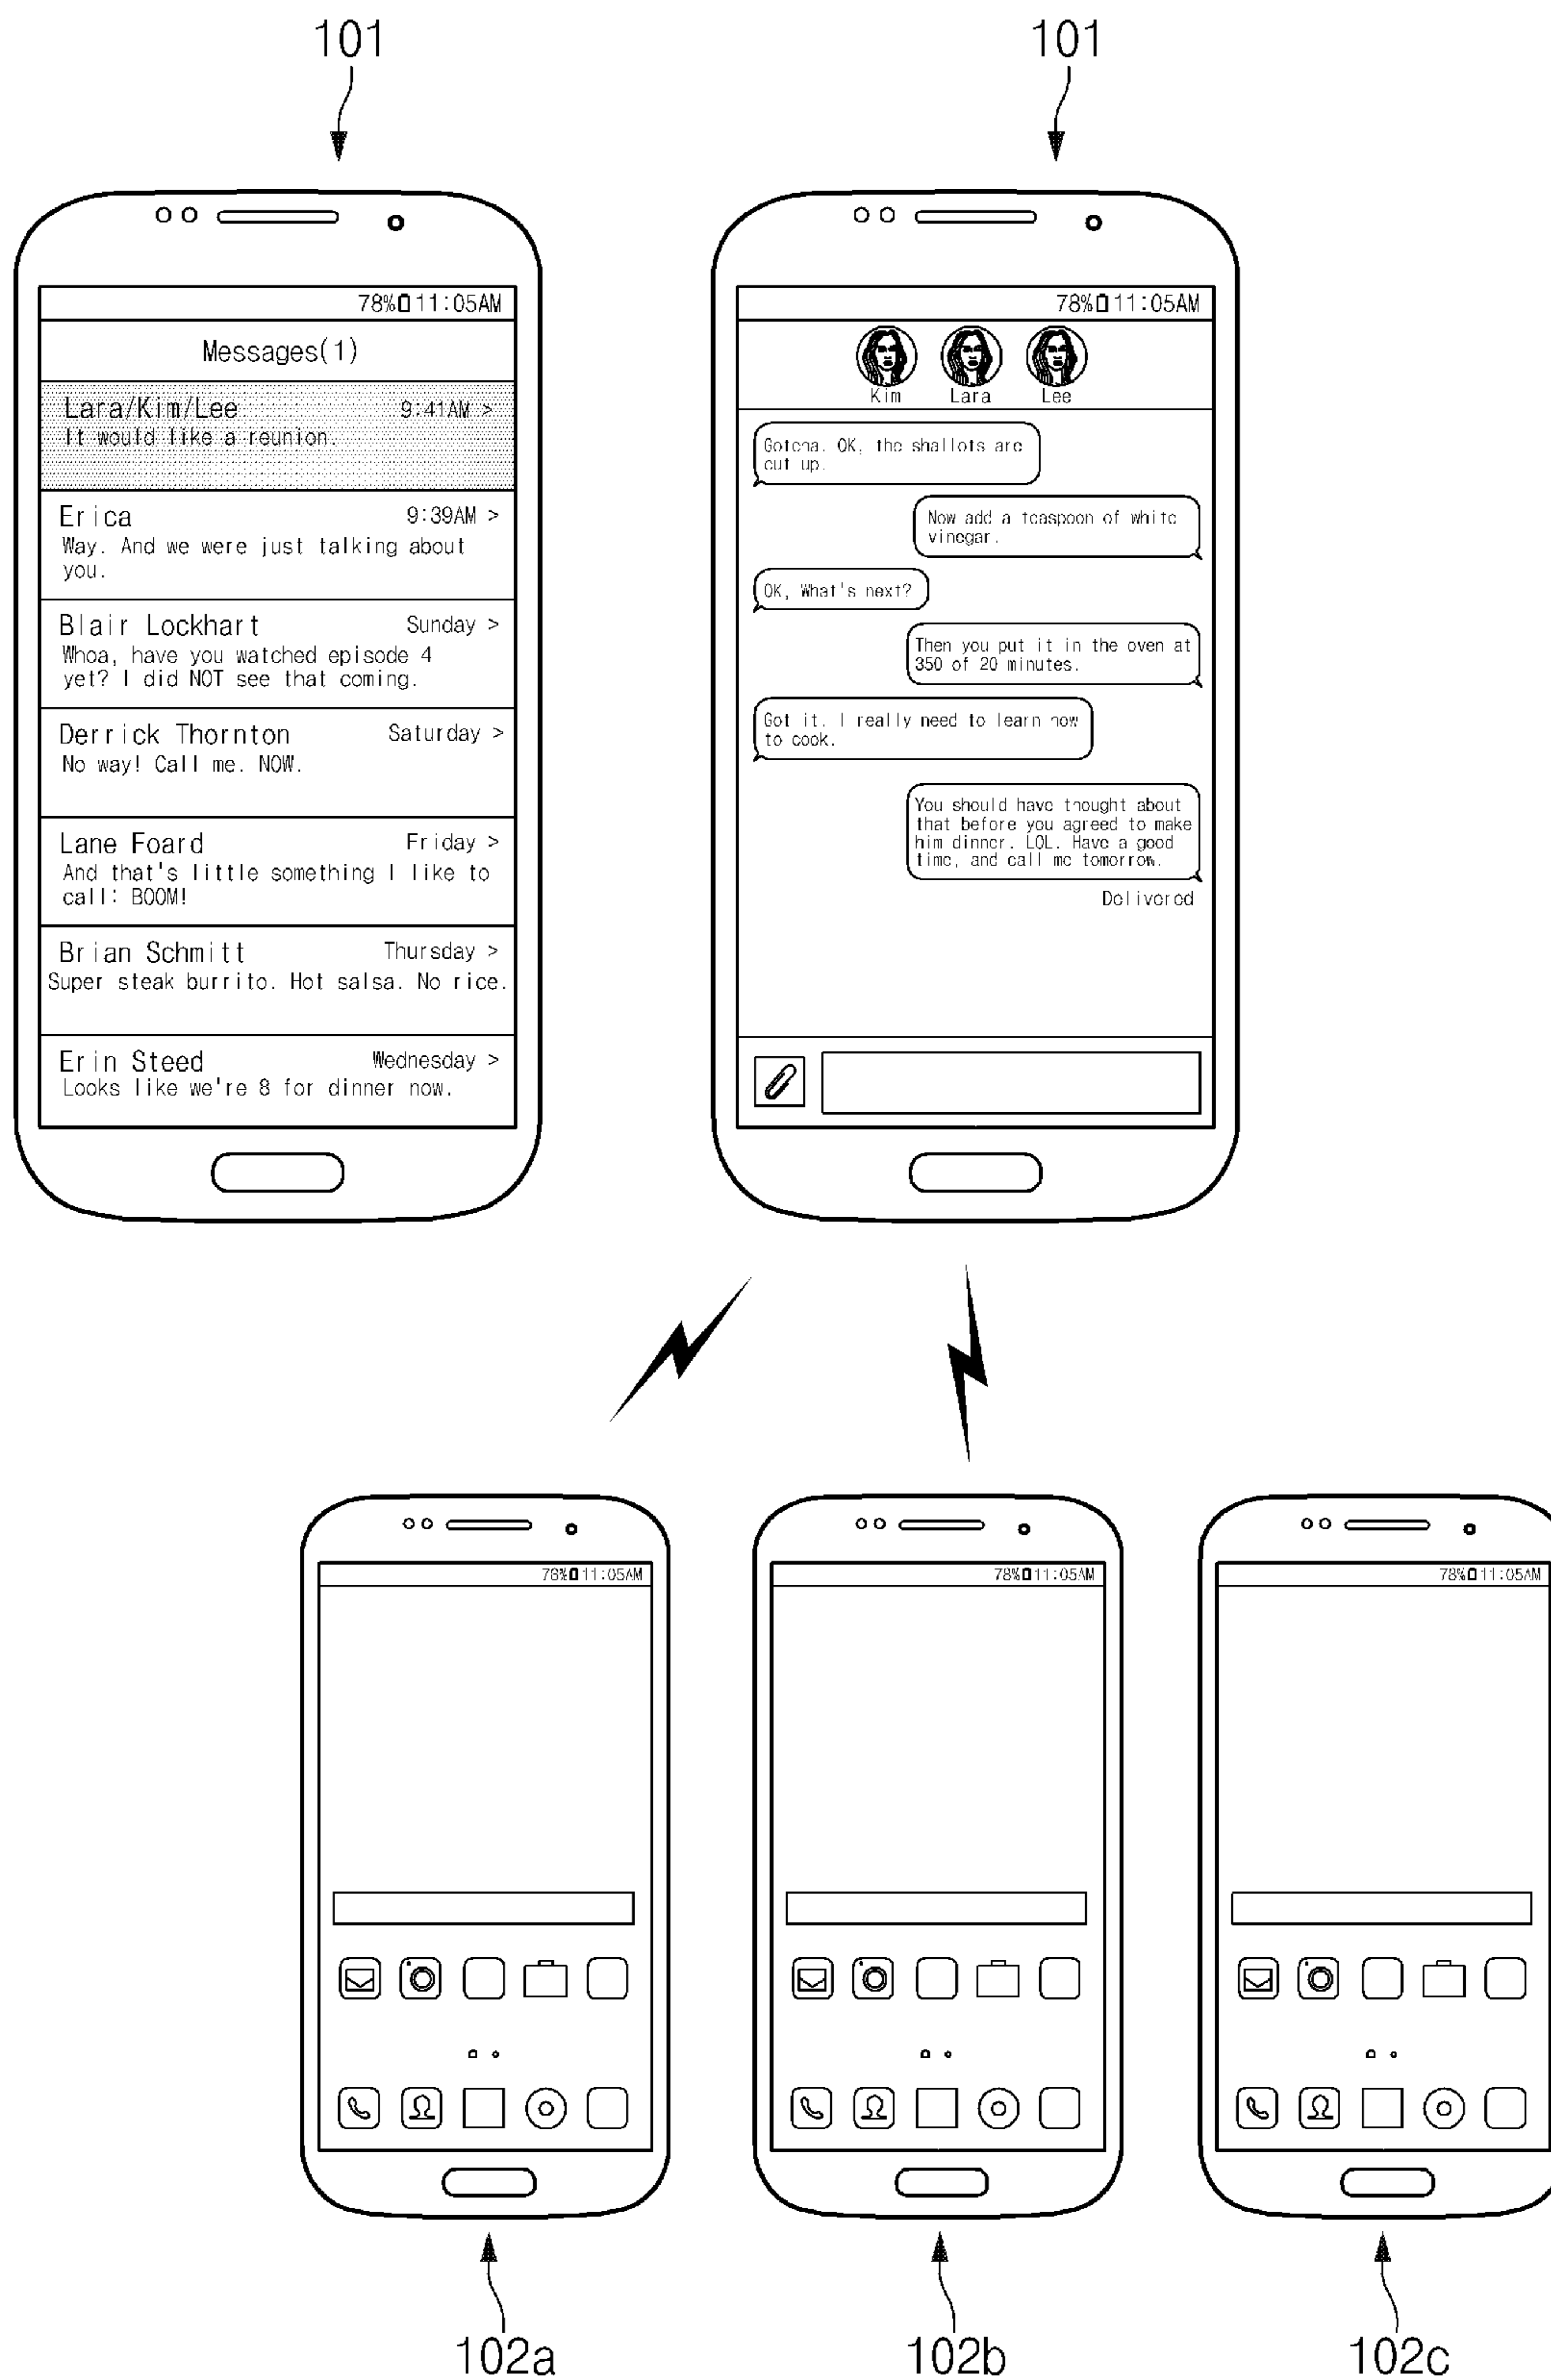 101
101
78% 11:05AM
Messages(1)
Lara/Kim/Lee 9:41AM >
It would like a reunion.
Erica 9:39AM >
Way. And we were just talking about
you.
Blair Lockhart Sunday >
Whoa, have you watched episode 4
yet? I did NOT see that coming.
Derrick Thornton Saturday >
No way! Call me. NOW.
Lane Foard Friday >
And that's little something I like to
call: BOOM!
Brian Schmitt Thursday >
Super steak burrito. Hot salsa. No rice.
Erin Steed Wednesday >
Looks like we're 8 for dinner now.
78% 11:05AM
Kim Lara Lee
Gotcha. OK, the shallots are
cut up.
Now add a teaspoon of white
vinegar.
OK, What's next?
Then you put it in the oven at
350 of 20 minutes.
Got it. I really need to learn how
to cook.
You should have thought about
that before you agreed to make
him dinner. LOL. Have a good
time, and call me tomorrow.
Delivered
78% 11:05AM
78% 11:05AM
78% 11:05AM
102a
102b
102c